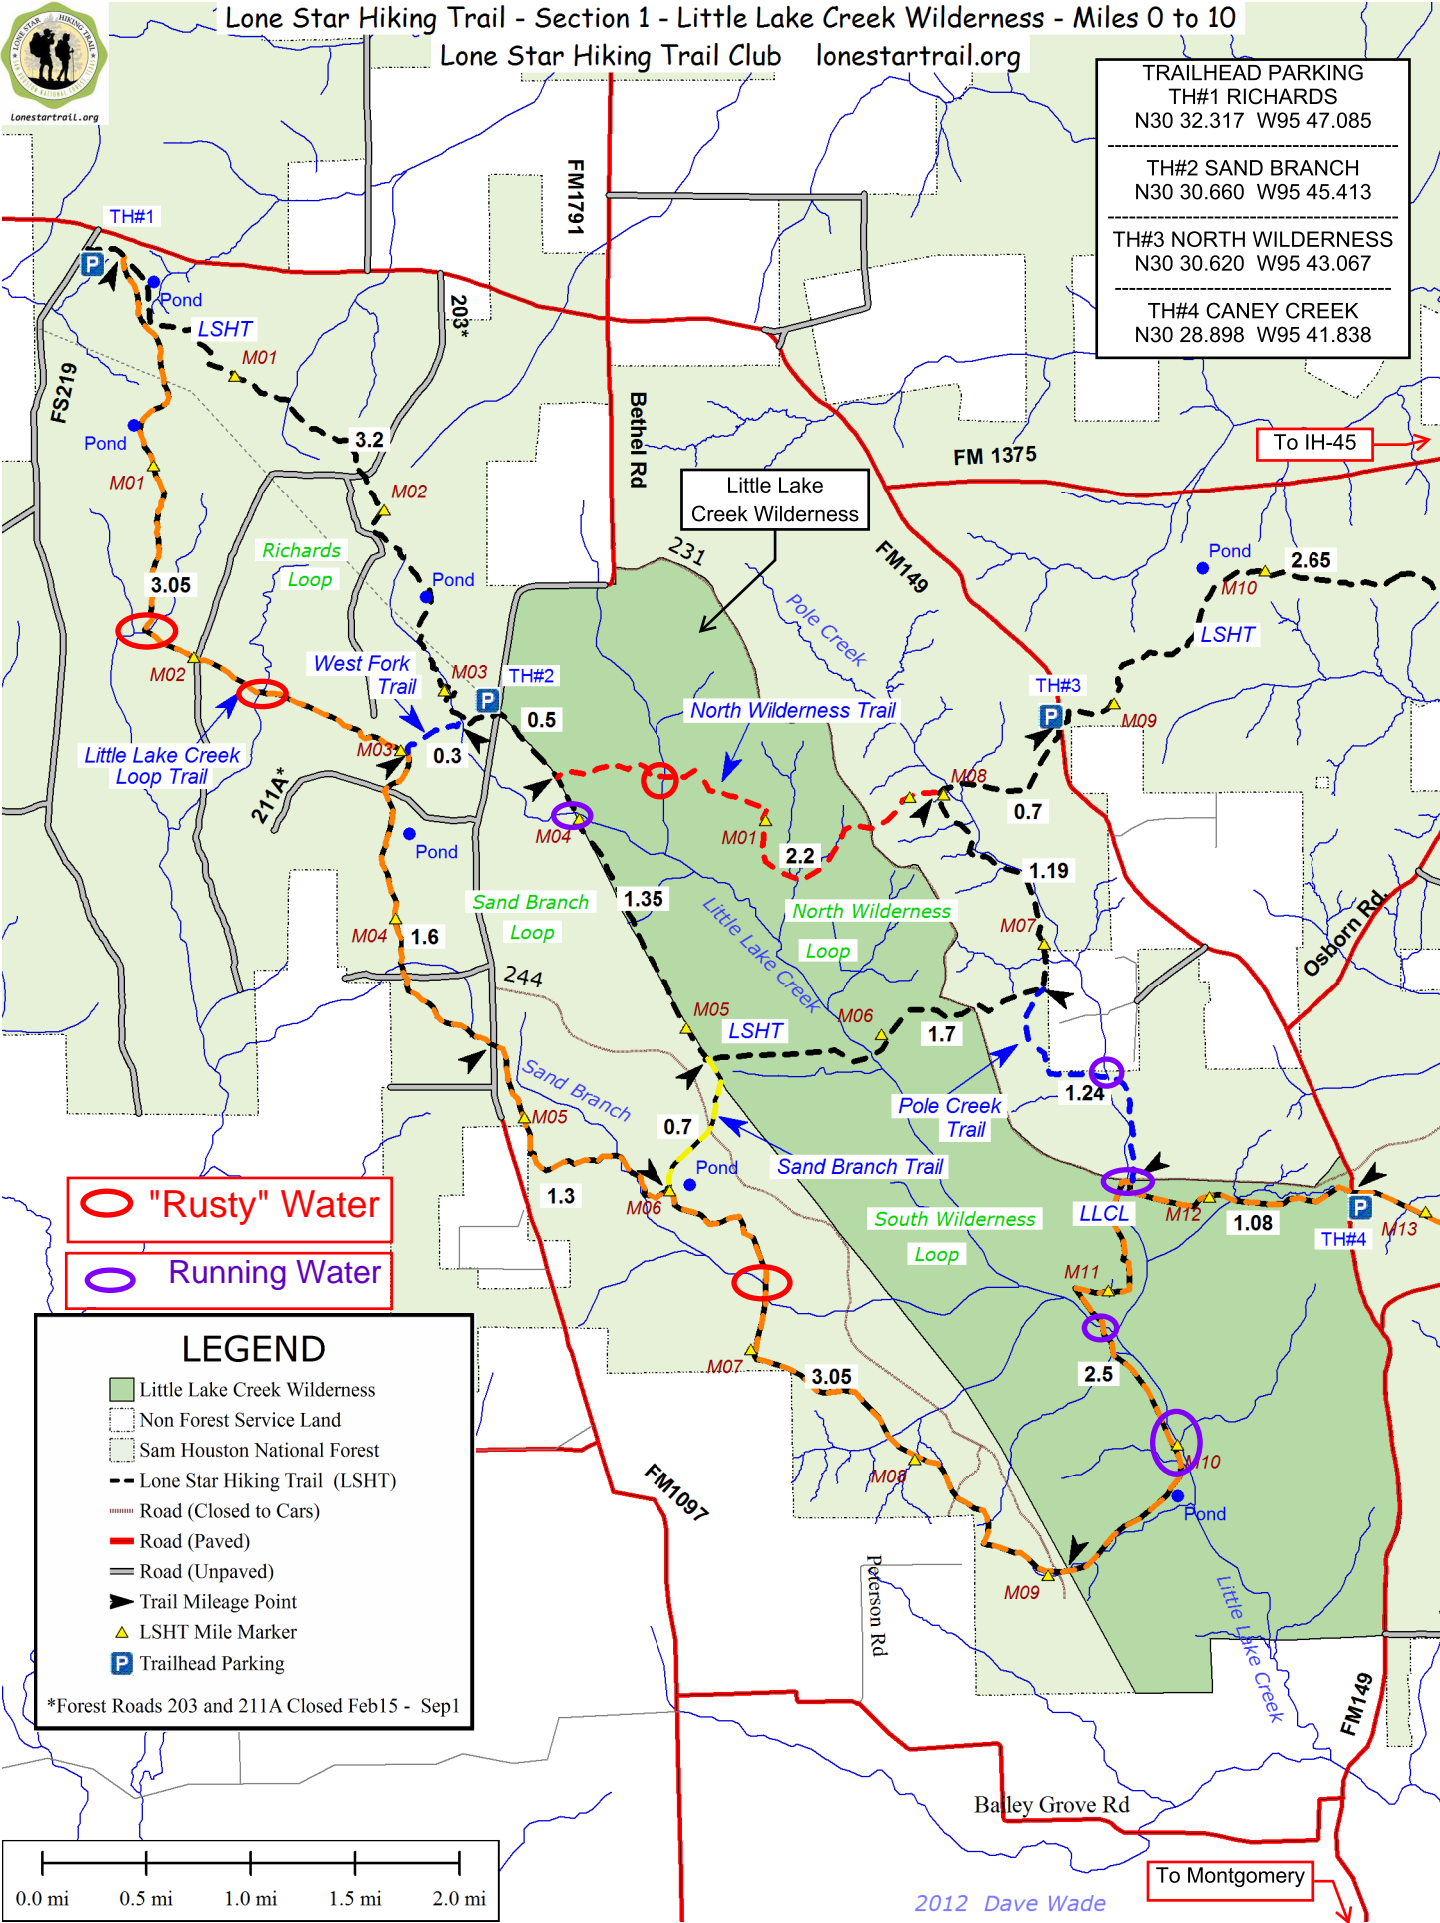 Lone Star Hiking Trail - Section 1 - Little Lake Creek Wilderness - Miles 0 to 10
Lone Star Hiking Trail Club lonestartrail.org
LONE STAR HIKING TRAIL
lonestartrail.org
TRAILHEAD PARKING
TH#1 RICHARDS
N30 32.317 W95 47.085
TH#2 SAND BRANCH
N30 30.660 W95 45.413
TH#3 NORTH WILDERNESS
N30 30.620 W95 43.067
TH#4 CANEY CREEK
N30 28.898 W95 41.838
FM1791
TH#1
P
Pond
LSHT
M01
203*
FS219
3.2
Pond
M01
Bethel Rd
To IH-45
FM 1375
Little Lake
Creek Wilderness
M02
231
FM149
Richards
Loop
Pond
3.05
Pond
2.65
M10
Pole Creek
LSHT
M02
West Fork
Trail
M03
TH#2
P
TH#3
P
M09
North Wilderness Trail
0.5
0.3
M03
Little Lake Creek
Loop Trail
211A*
M08
0.7
M04
M01
2.2
Pond
1.19
Sand Branch
Loop
1.35
Little Lake Creek
North Wilderness
Loop
M07
M04
1.6
Osborn Rd.
244
M05
LSHT
M06
1.7
Sand Branch
M05
0.7
Pole Creek
Trail
1.24
Sand Branch Trail
Pond
1.3
M06
South Wilderness
Loop
LLCL
M12
1.08
P
TH#4
M13
"Rusty" Water
Running Water
M11
M07
3.05
2.5
M08
M10
Pond
FM1097
M09
Peterson Rd
Little Lake Creek
FM149
LEGEND
Little Lake Creek Wilderness
Non Forest Service Land
Sam Houston National Forest
Lone Star Hiking Trail (LSHT)
Road (Closed to Cars)
Road (Paved)
Road (Unpaved)
Trail Mileage Point
LSHT Mile Marker
P Trailhead Parking
*Forest Roads 203 and 211A Closed Feb15 - Sep1
Bailey Grove Rd
To Montgomery
0.0 mi 0.5 mi 1.0 mi 1.5 mi 2.0 mi
2012 Dave Wade